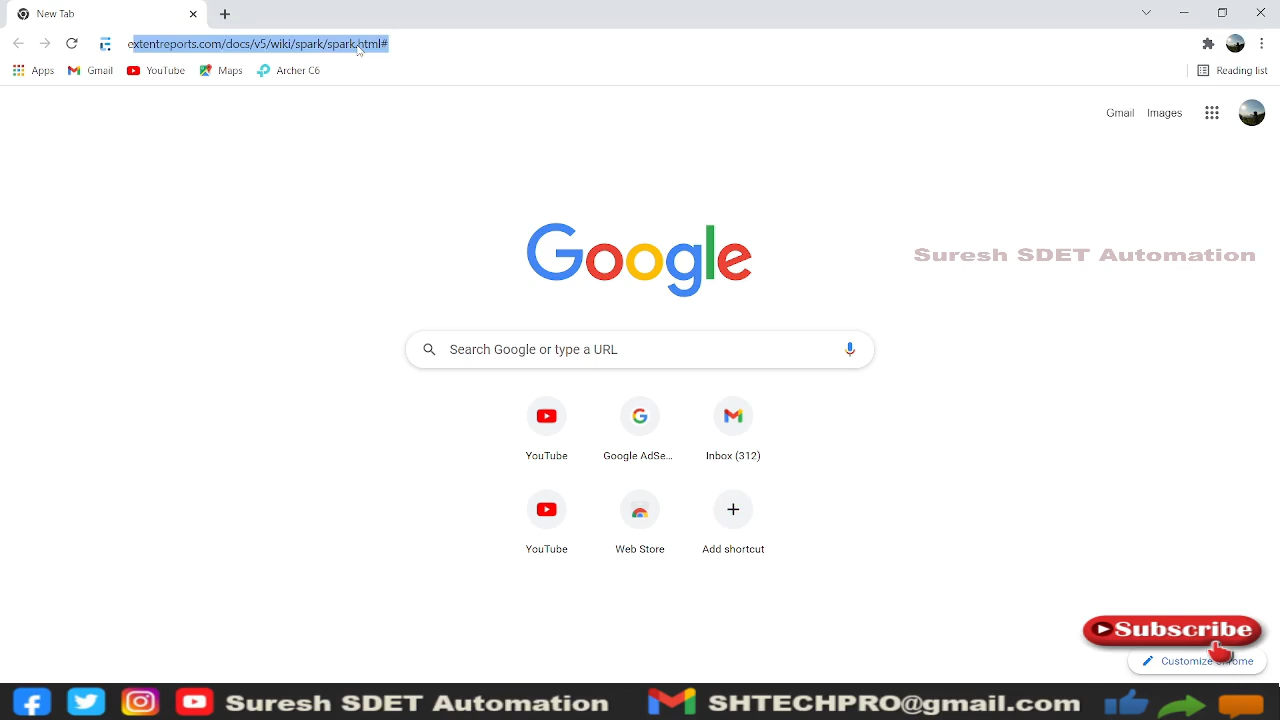 New Tab
extentreports.com/docs/v5/wiki/spark/spark.html#
Apps Gmail YouTube Maps Archer C6 Reading list
Gmail Images
Google
Suresh SDET Automation
Search Google or type a URL
YouTube Google AdSe... Inbox (312)
YouTube Web Store Add shortcut
Subscribe
Customize Chrome
Suresh SDET Automation SHTECHPRO@gmail.com